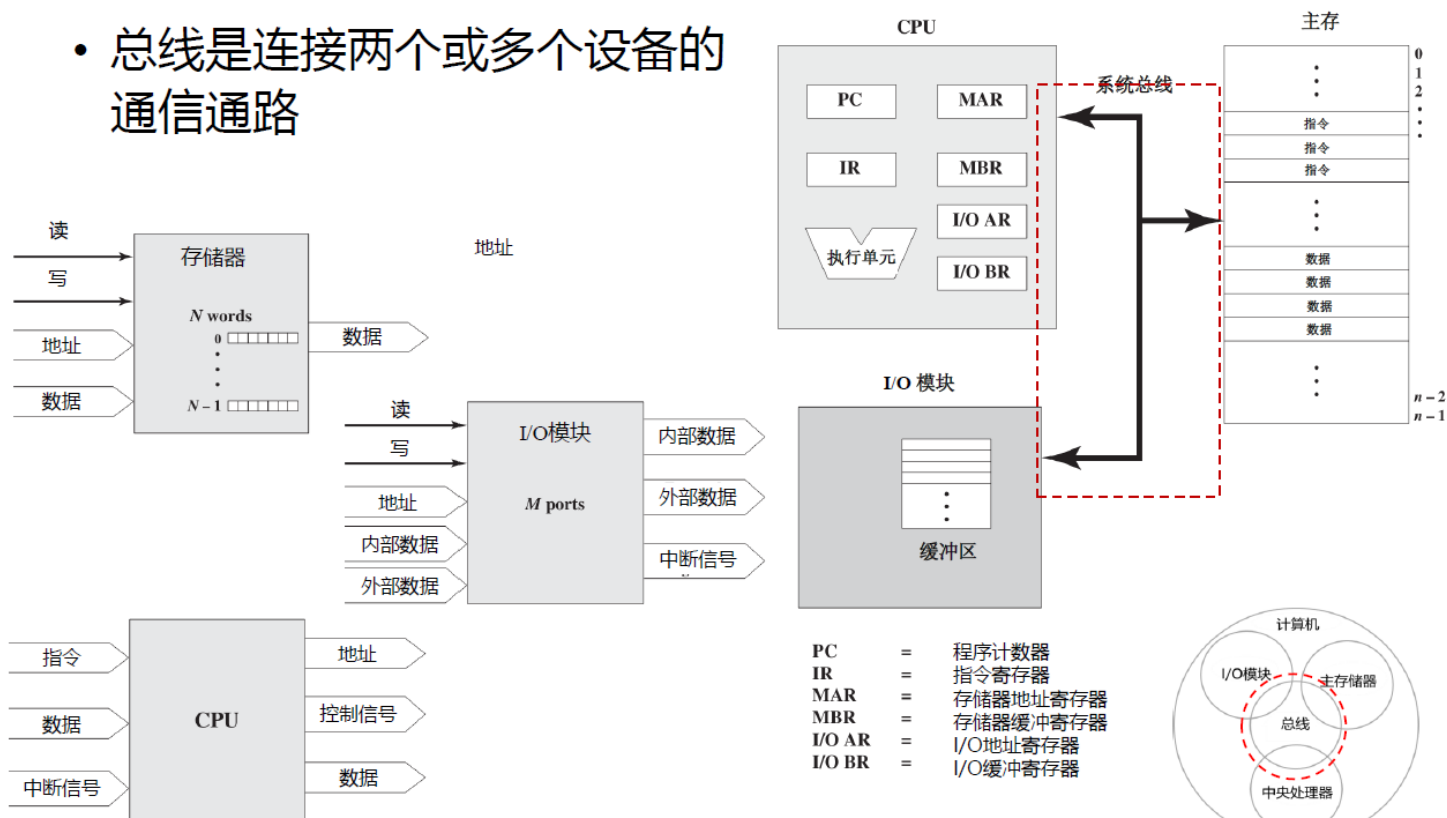 • 总线是连接两个或多个设备的
通信通路
读
写
地址
数据
存储器
N words
0
N – 1
数据
地址
读
写
地址
内部数据
外部数据
I/O模块
M ports
内部数据
外部数据
中断信号
指令
数据
中断信号
CPU
地址
控制信号
数据
CPU
PC
MAR
IR
MBR
I/O AR
执行单元
I/O BR
系统总线
主存
0
1
2
指令
指令
指令
数据
数据
数据
数据
n – 2
n – 1
I/O 模块
缓冲区
PC = 程序计数器
IR = 指令寄存器
MAR = 存储器地址寄存器
MBR = 存储器缓冲寄存器
I/O AR = I/O地址寄存器
I/O BR = I/O缓冲寄存器
计算机
I/O模块
主存储器
总线
中央处理器